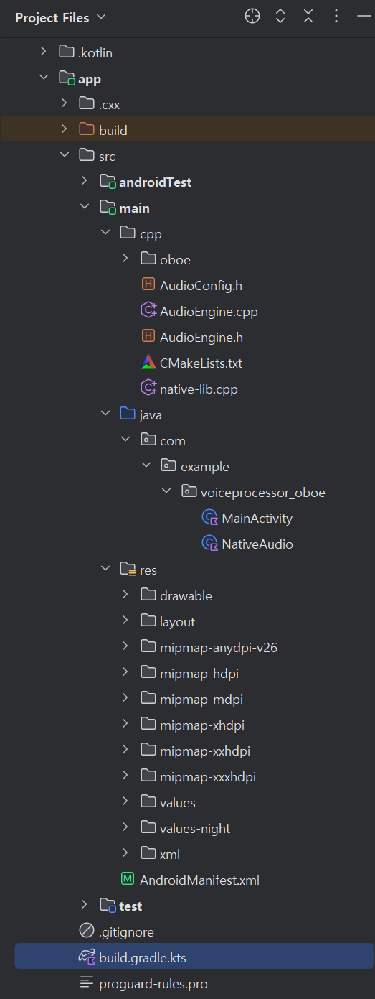 Project Files
.kotlin
app
.cxx
build
src
androidTest
main
cpp
oboe
AudioConfig.h
AudioEngine.cpp
AudioEngine.h
CMakeLists.txt
native-lib.cpp
java
com
example
voiceprocessor_oboe
MainActivity
NativeAudio
res
drawable
layout
mipmap-anydpi-v26
mipmap-hdpi
mipmap-mdpi
mipmap-xhdpi
mipmap-xxhdpi
mipmap-xxxhdpi
values
values-night
xml
AndroidManifest.xml
test
.gitignore
build.gradle.kts
proguard-rules.pro